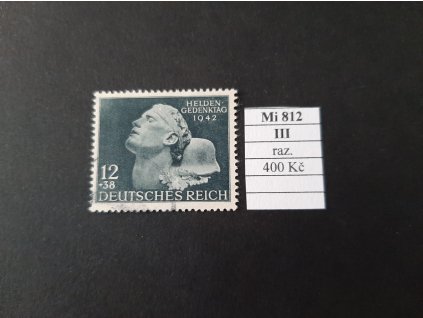 HELDEN-
GEDENKTAG
1942
12
+38
DEUTSCHES REICH
Mi 812
III
raz.
400 Kč